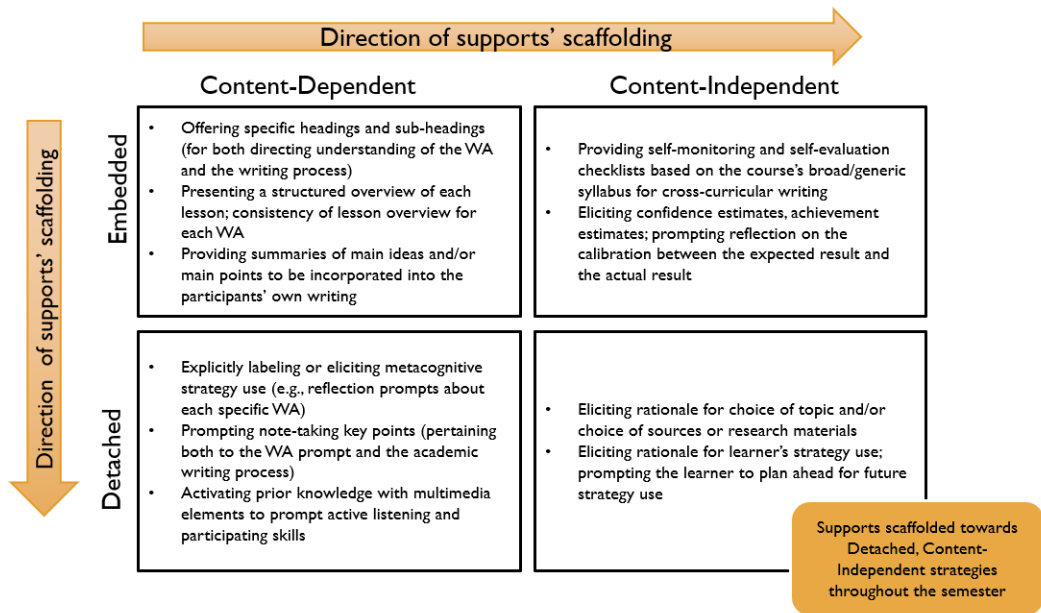 Direction of supports' scaffolding
Content-Dependent
Content-Independent
Direction of supports' scaffolding
Embedded
• Offering specific headings and sub-headings
(for both directing understanding of the WA
and the writing process)
• Presenting a structured overview of each
lesson; consistency of lesson overview for
each WA
• Providing summaries of main ideas and/or
main points to be incorporated into the
participants' own writing
• Providing self-monitoring and self-evaluation
checklists based on the course's broad/generic
syllabus for cross-curricular writing
• Eliciting confidence estimates, achievement
estimates; prompting reflection on the
calibration between the expected result and
the actual result
Detached
• Explicitly labeling or eliciting metacognitive
strategy use (e.g., reflection prompts about
each specific WA)
• Prompting note-taking key points (pertaining
both to the WA prompt and the academic
writing process)
• Activating prior knowledge with multimedia
elements to prompt active listening and
participating skills
• Eliciting rationale for choice of topic and/or
choice of sources or research materials
• Eliciting rationale for learner's strategy use;
prompting the learner to plan ahead for future
strategy use
Supports scaffolded towards
Detached, Content-
Independent strategies
throughout the semester